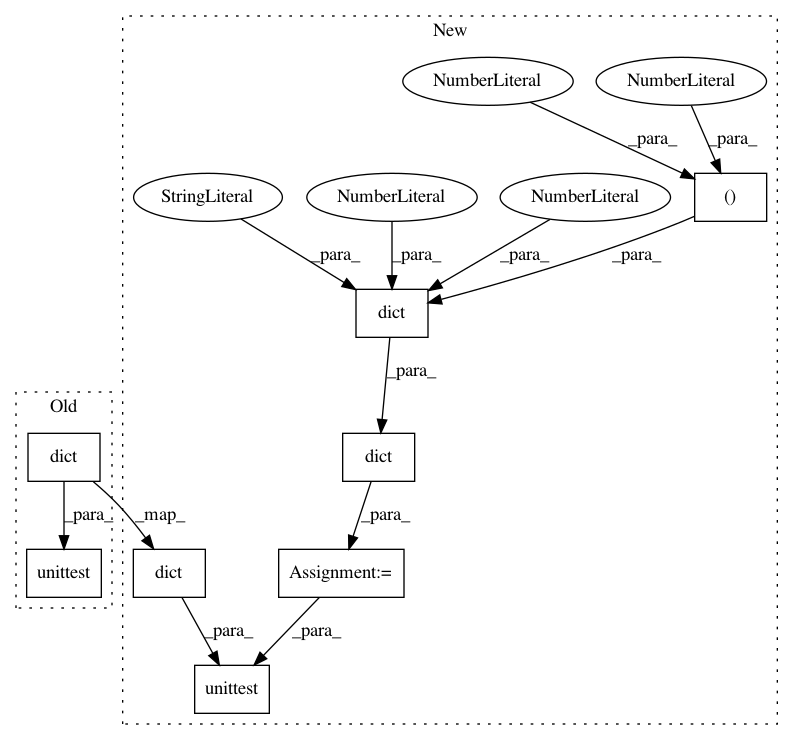 New
NumberLiteral NumberLiteral
_para_ _para_
StringLiteral NumberLiteral NumberLiteral ()
_para_ _para_ _para_ _para_
dict
_para_
Old
dict dict
_para_ _map_ _para_
unittest dict Assignment:=
_para_ _para_
unittest